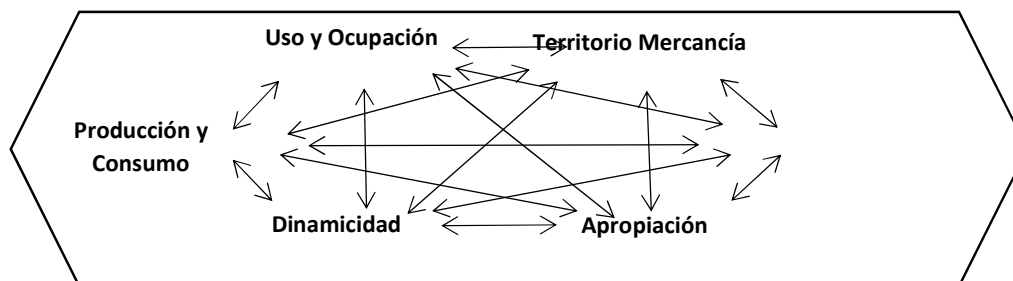 Uso y Ocupación
Territorio Mercancía
Producción y
Consumo
Dinamicidad
Apropiación